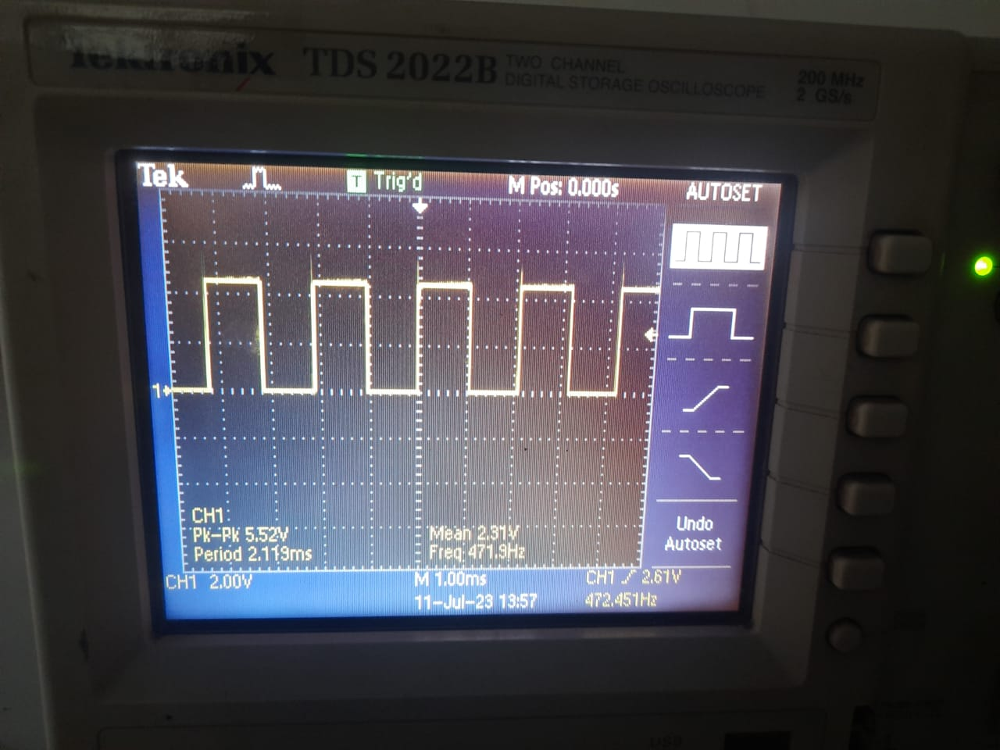 Tektronix TDS 2022B TWO CHANNEL
DIGITAL STORAGE OSCILLOSCOPE
200 MHz
2 GS/s
Tek T Trig'd M Pos: 0.000s AUTOSET
1
CH1
Pk-Pk 5.52V Mean 2.31V
Period 2.119ms Freq 471.9Hz
Undo
Autoset
CH1 2.00V M 1.00ms CH1 2.61V
11-Jul-23 13:57 472.451Hz
USB